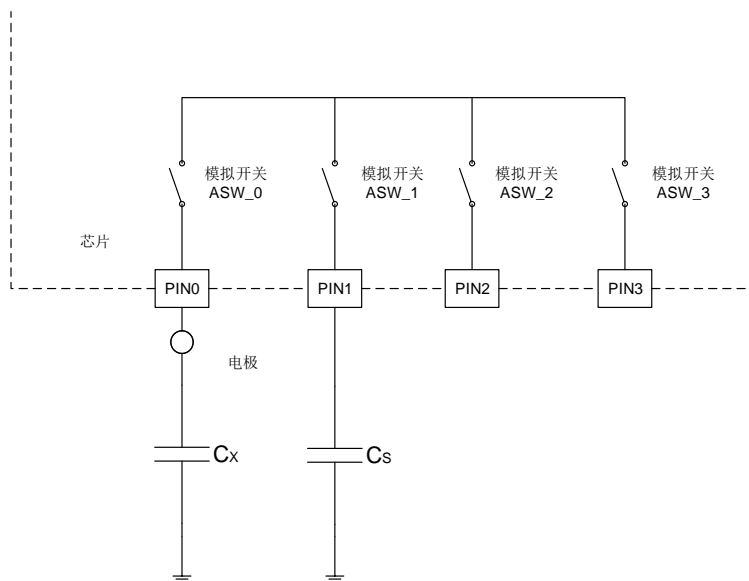 模拟开关 模拟开关 模拟开关 模拟开关
ASW_0 ASW_1 ASW_2 ASW_3
芯片
PIN0 PIN1 PIN2 PIN3
电极
CX CS